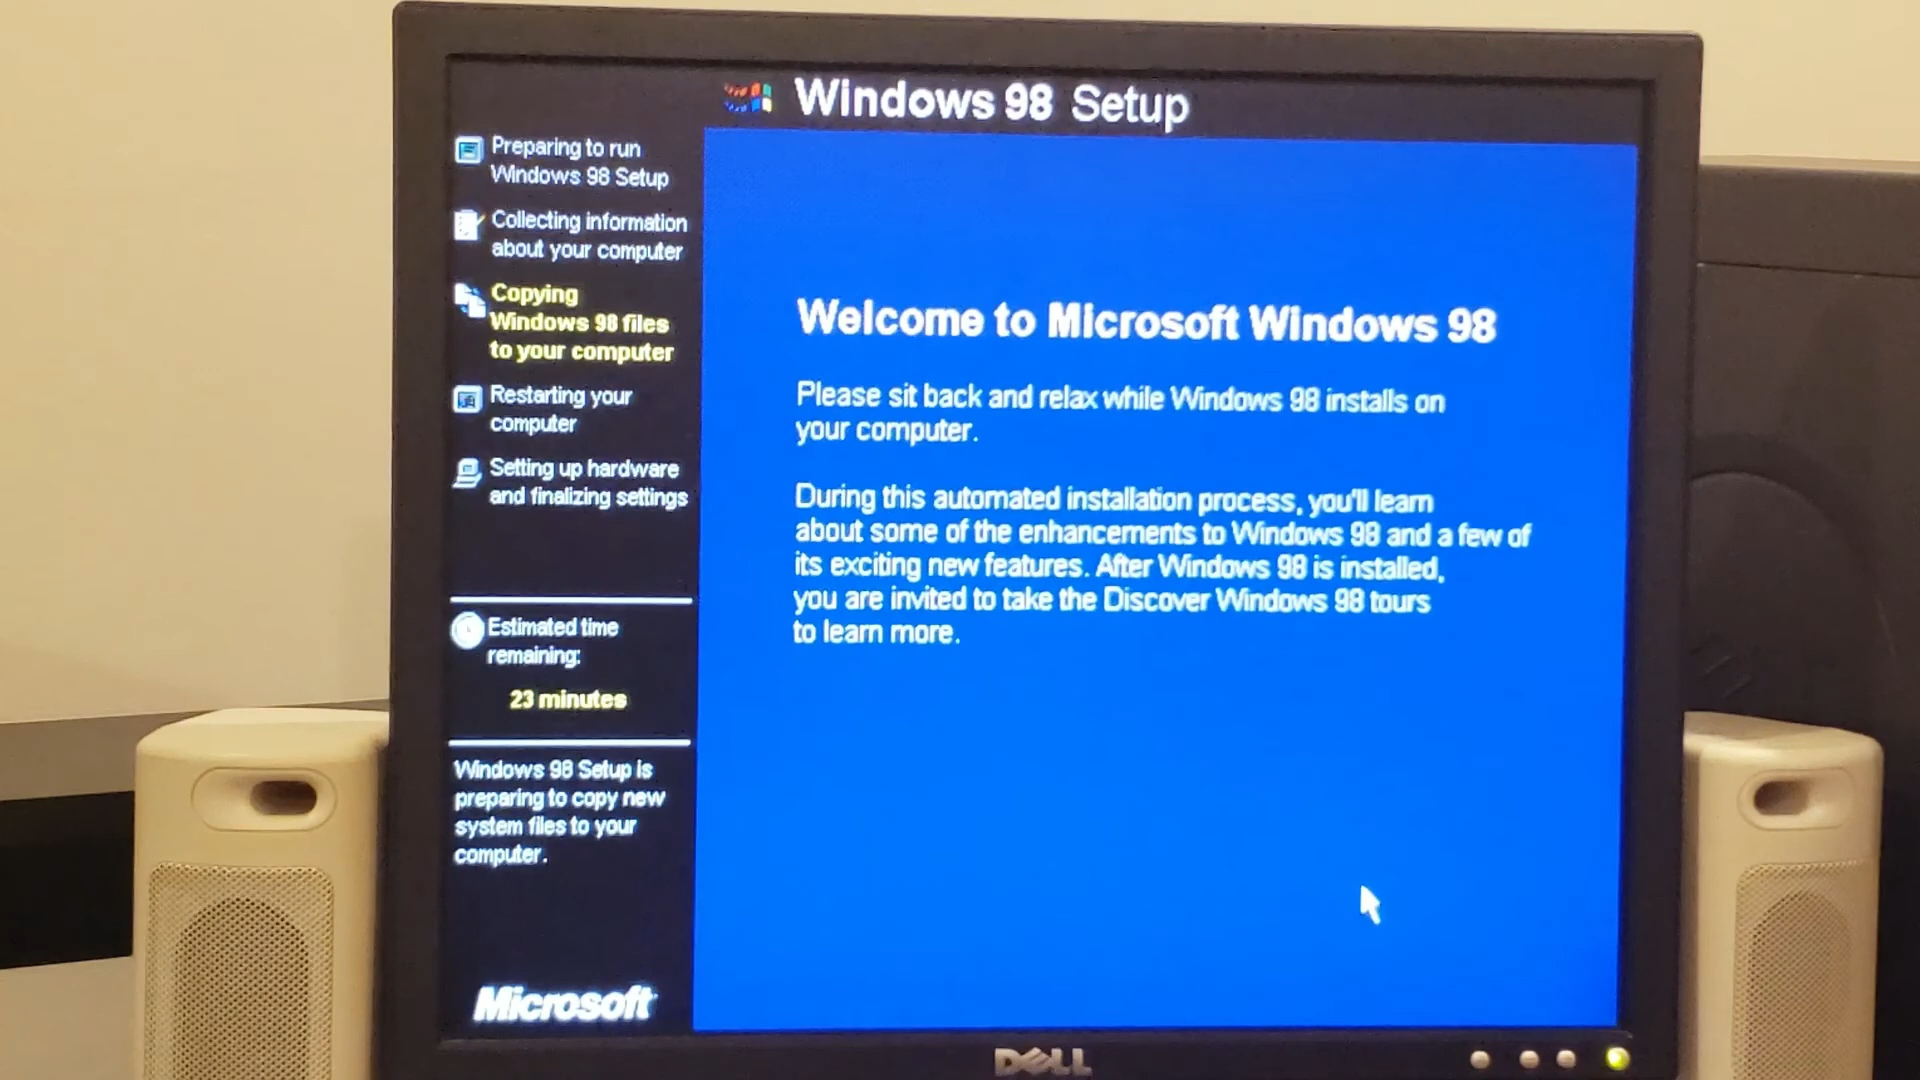 Windows 98 Setup
Preparing to run
Windows 98 Setup
Collecting information
about your computer
Copying
Windows 98 files
to your computer
Restarting your
computer
Setting up hardware
and finalizing settings
Estimated time
remaining:
23 minutes
Windows 98 Setup is
preparing to copy new
system files to your
computer.
Microsoft
Welcome to Microsoft Windows 98
Please sit back and relax while Windows 98 installs on
your computer.
During this automated installation process, you'll learn
about some of the enhancements to Windows 98 and a few of
its exciting new features. After Windows 98 is installed,
you are invited to take the Discover Windows 98 tours
to learn more.
DELL